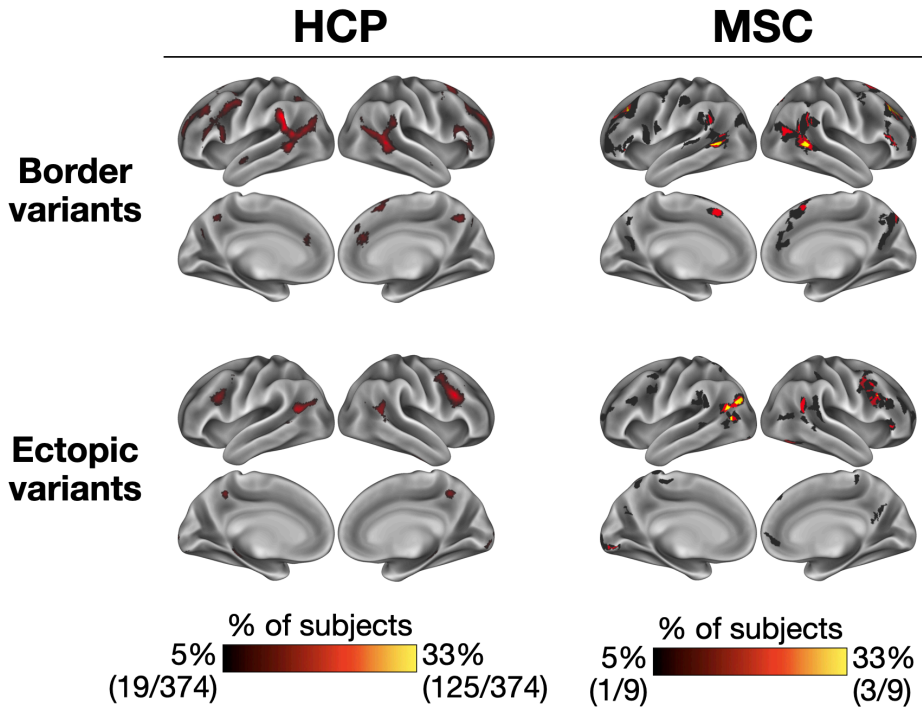 HCP
MSC
Border
variants
Ectopic
variants
% of subjects
5%
(19/374)
33%
(125/374)
% of subjects
5%
(1/9)
33%
(3/9)